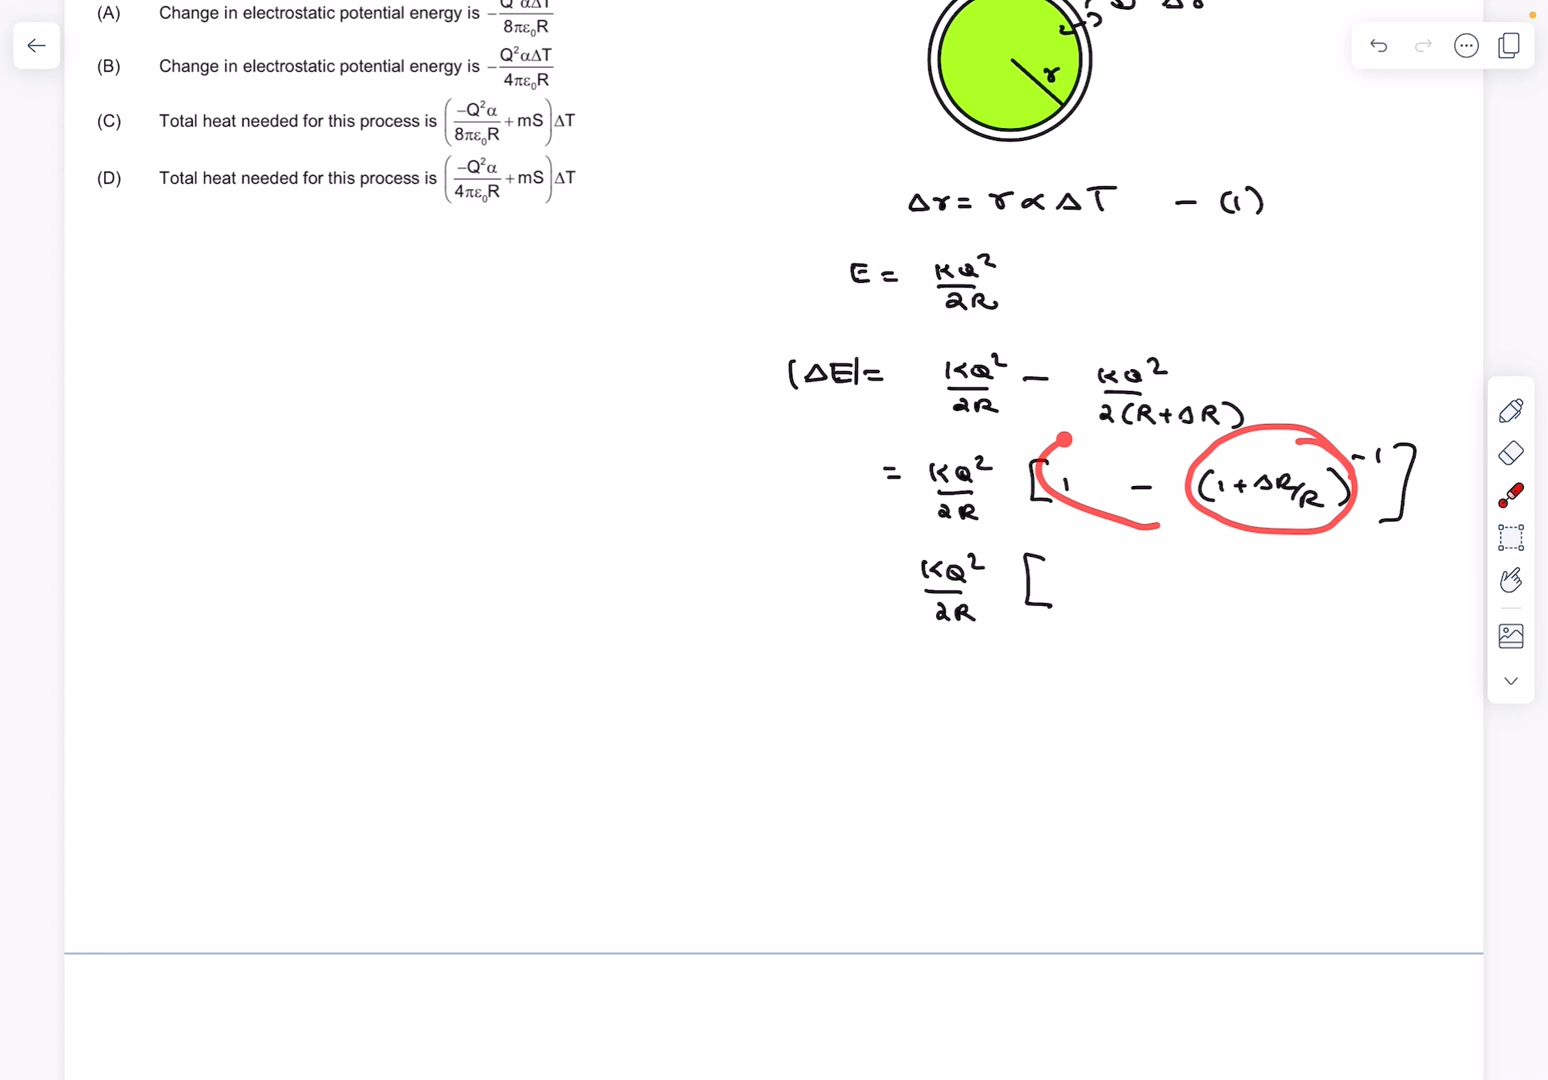 (A) Change in electrostatic potential energy is -Q²αΔT/8πε₀R
(B) Change in electrostatic potential energy is -Q²αΔT/4πε₀R
(C) Total heat needed for this process is (-Q²α/8πε₀R + mS)ΔT
(D) Total heat needed for this process is (-Q²α/4πε₀R + mS)ΔT
r
Δr = r∝ΔT - (1)
E = KQ²/2R
|ΔE| = KQ²/2R - KQ²/2(R+ΔR)
= KQ²/2R [1 - (1+ΔR/R)⁻¹]
KQ²/2R [